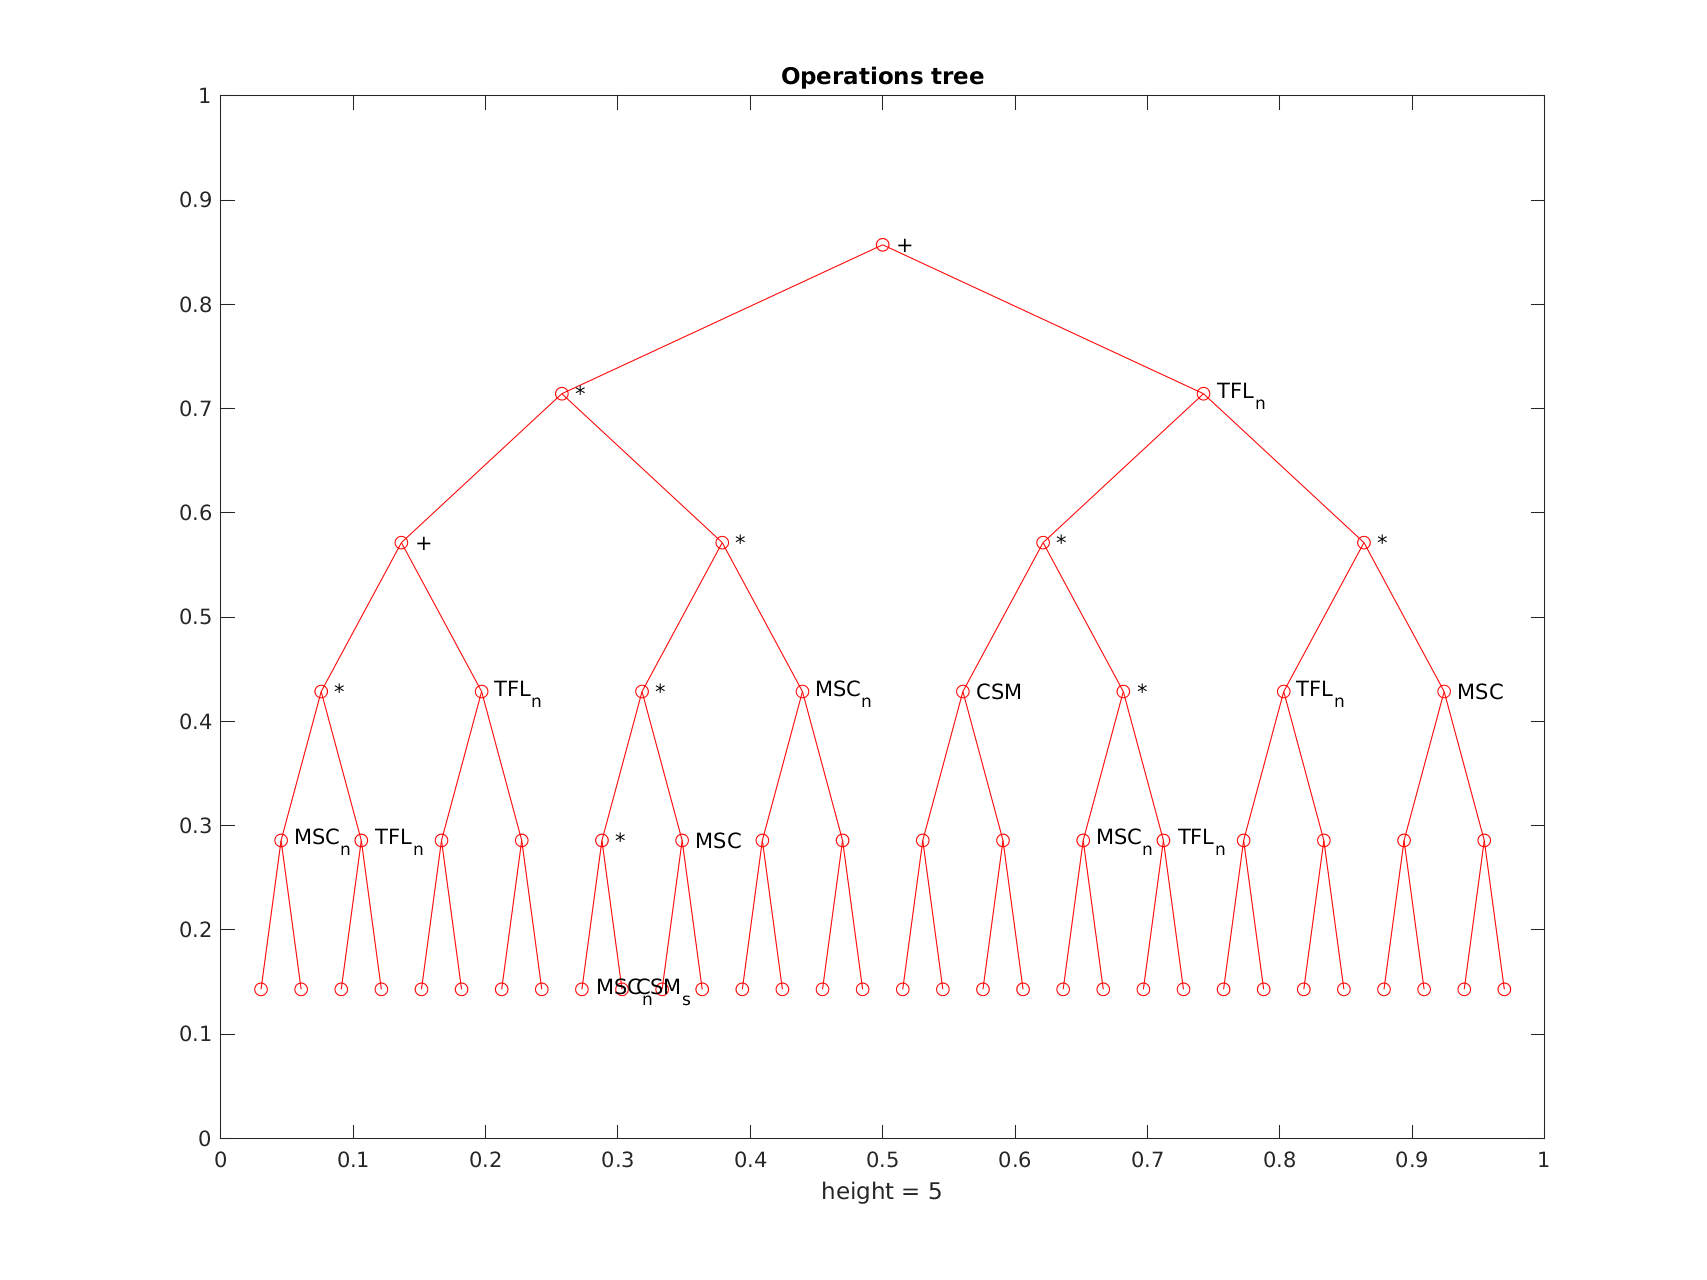 Operations tree
1
0.9
+
0.8
* TFLn
0.7
0.6
+ * * *
0.5
* TFLn * MSCn CSM * TFLn MSC
0.4
0.3
MSCn TFLn * MSC MSCn TFLn
0.2
MSCn CSMs
0.1
0
0 0.1 0.2 0.3 0.4 0.5 0.6 0.7 0.8 0.9 1
height = 5